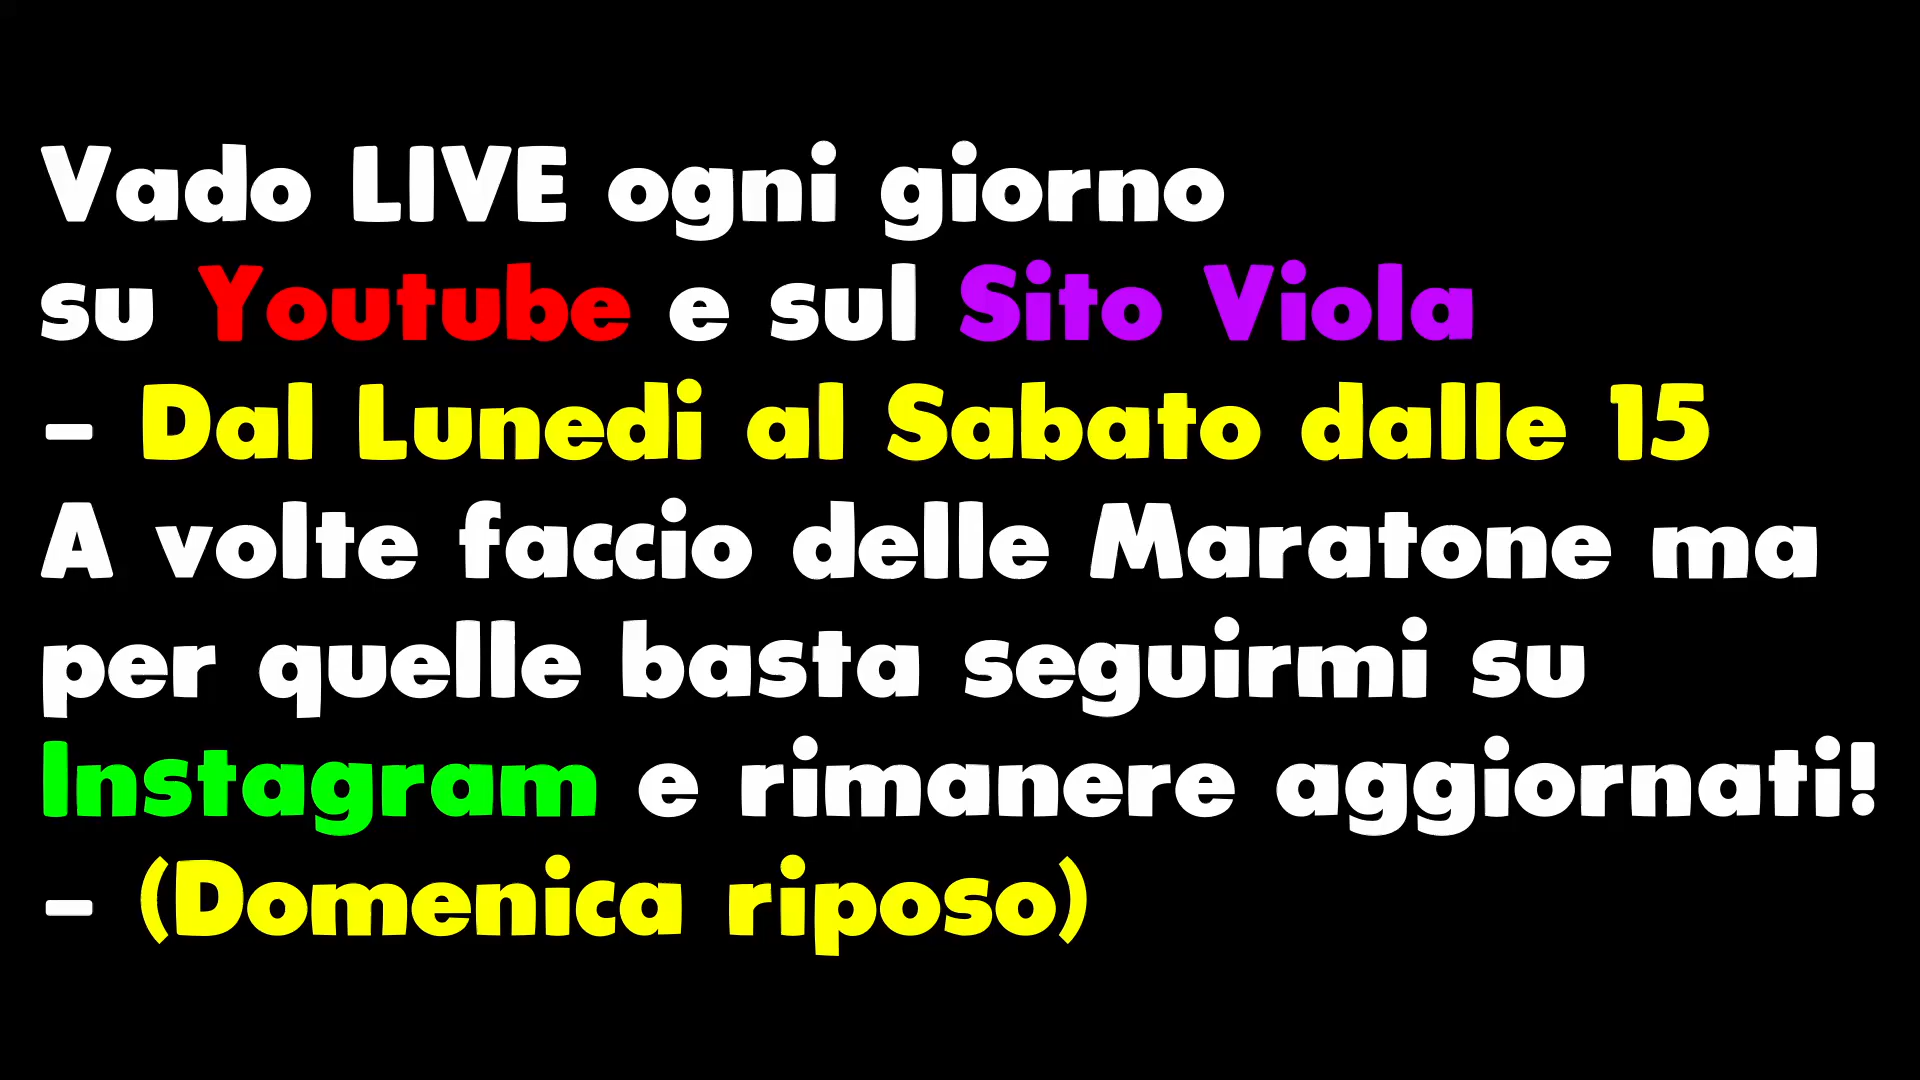 Vado LIVE ogni giorno
su Youtube e sul Sito Viola
- Dal Lunedi al Sabato dalle 15
A volte faccio delle Maratone ma
per quelle basta seguirmi su
Instagram e rimanere aggiornati!
- (Domenica riposo)